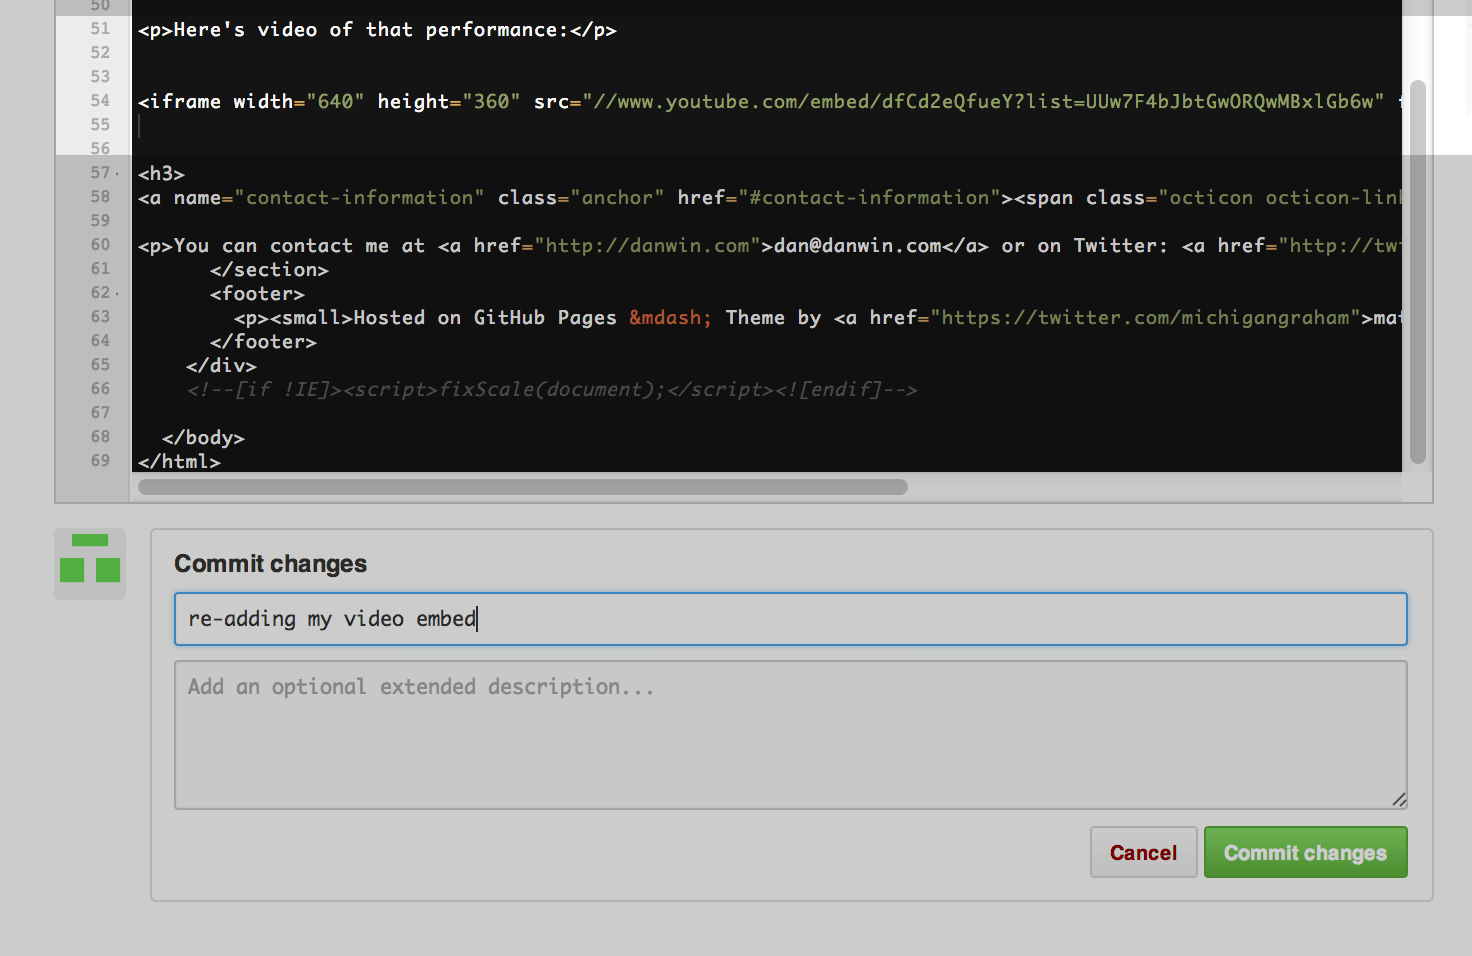 50
51 <p>Here's video of that performance:</p>
52
53
54 <iframe width="640" height="360" src="//www.youtube.com/embed/dfCd2eQfueY?list=UUw7F4bJbtGwORQwMBxlGb6w"
55
56
57 <h3>
58 <a name="contact-information" class="anchor" href="#contact-information"><span class="octicon octicon-link
59
60 <p>You can contact me at <a href="http://danwin.com">dan@danwin.com</a> or on Twitter: <a href="http://tw
61 </section>
62 <footer>
63 <p><small>Hosted on GitHub Pages &mdash; Theme by <a href="https://twitter.com/michigangraham">mat
64 </footer>
65 </div>
66 <!--[if !IE]><script>fixScale(document);</script><![endif]-->
67
68 </body>
69 </html>
Commit changes
re-adding my video embed
Add an optional extended description...
Cancel
Commit changes